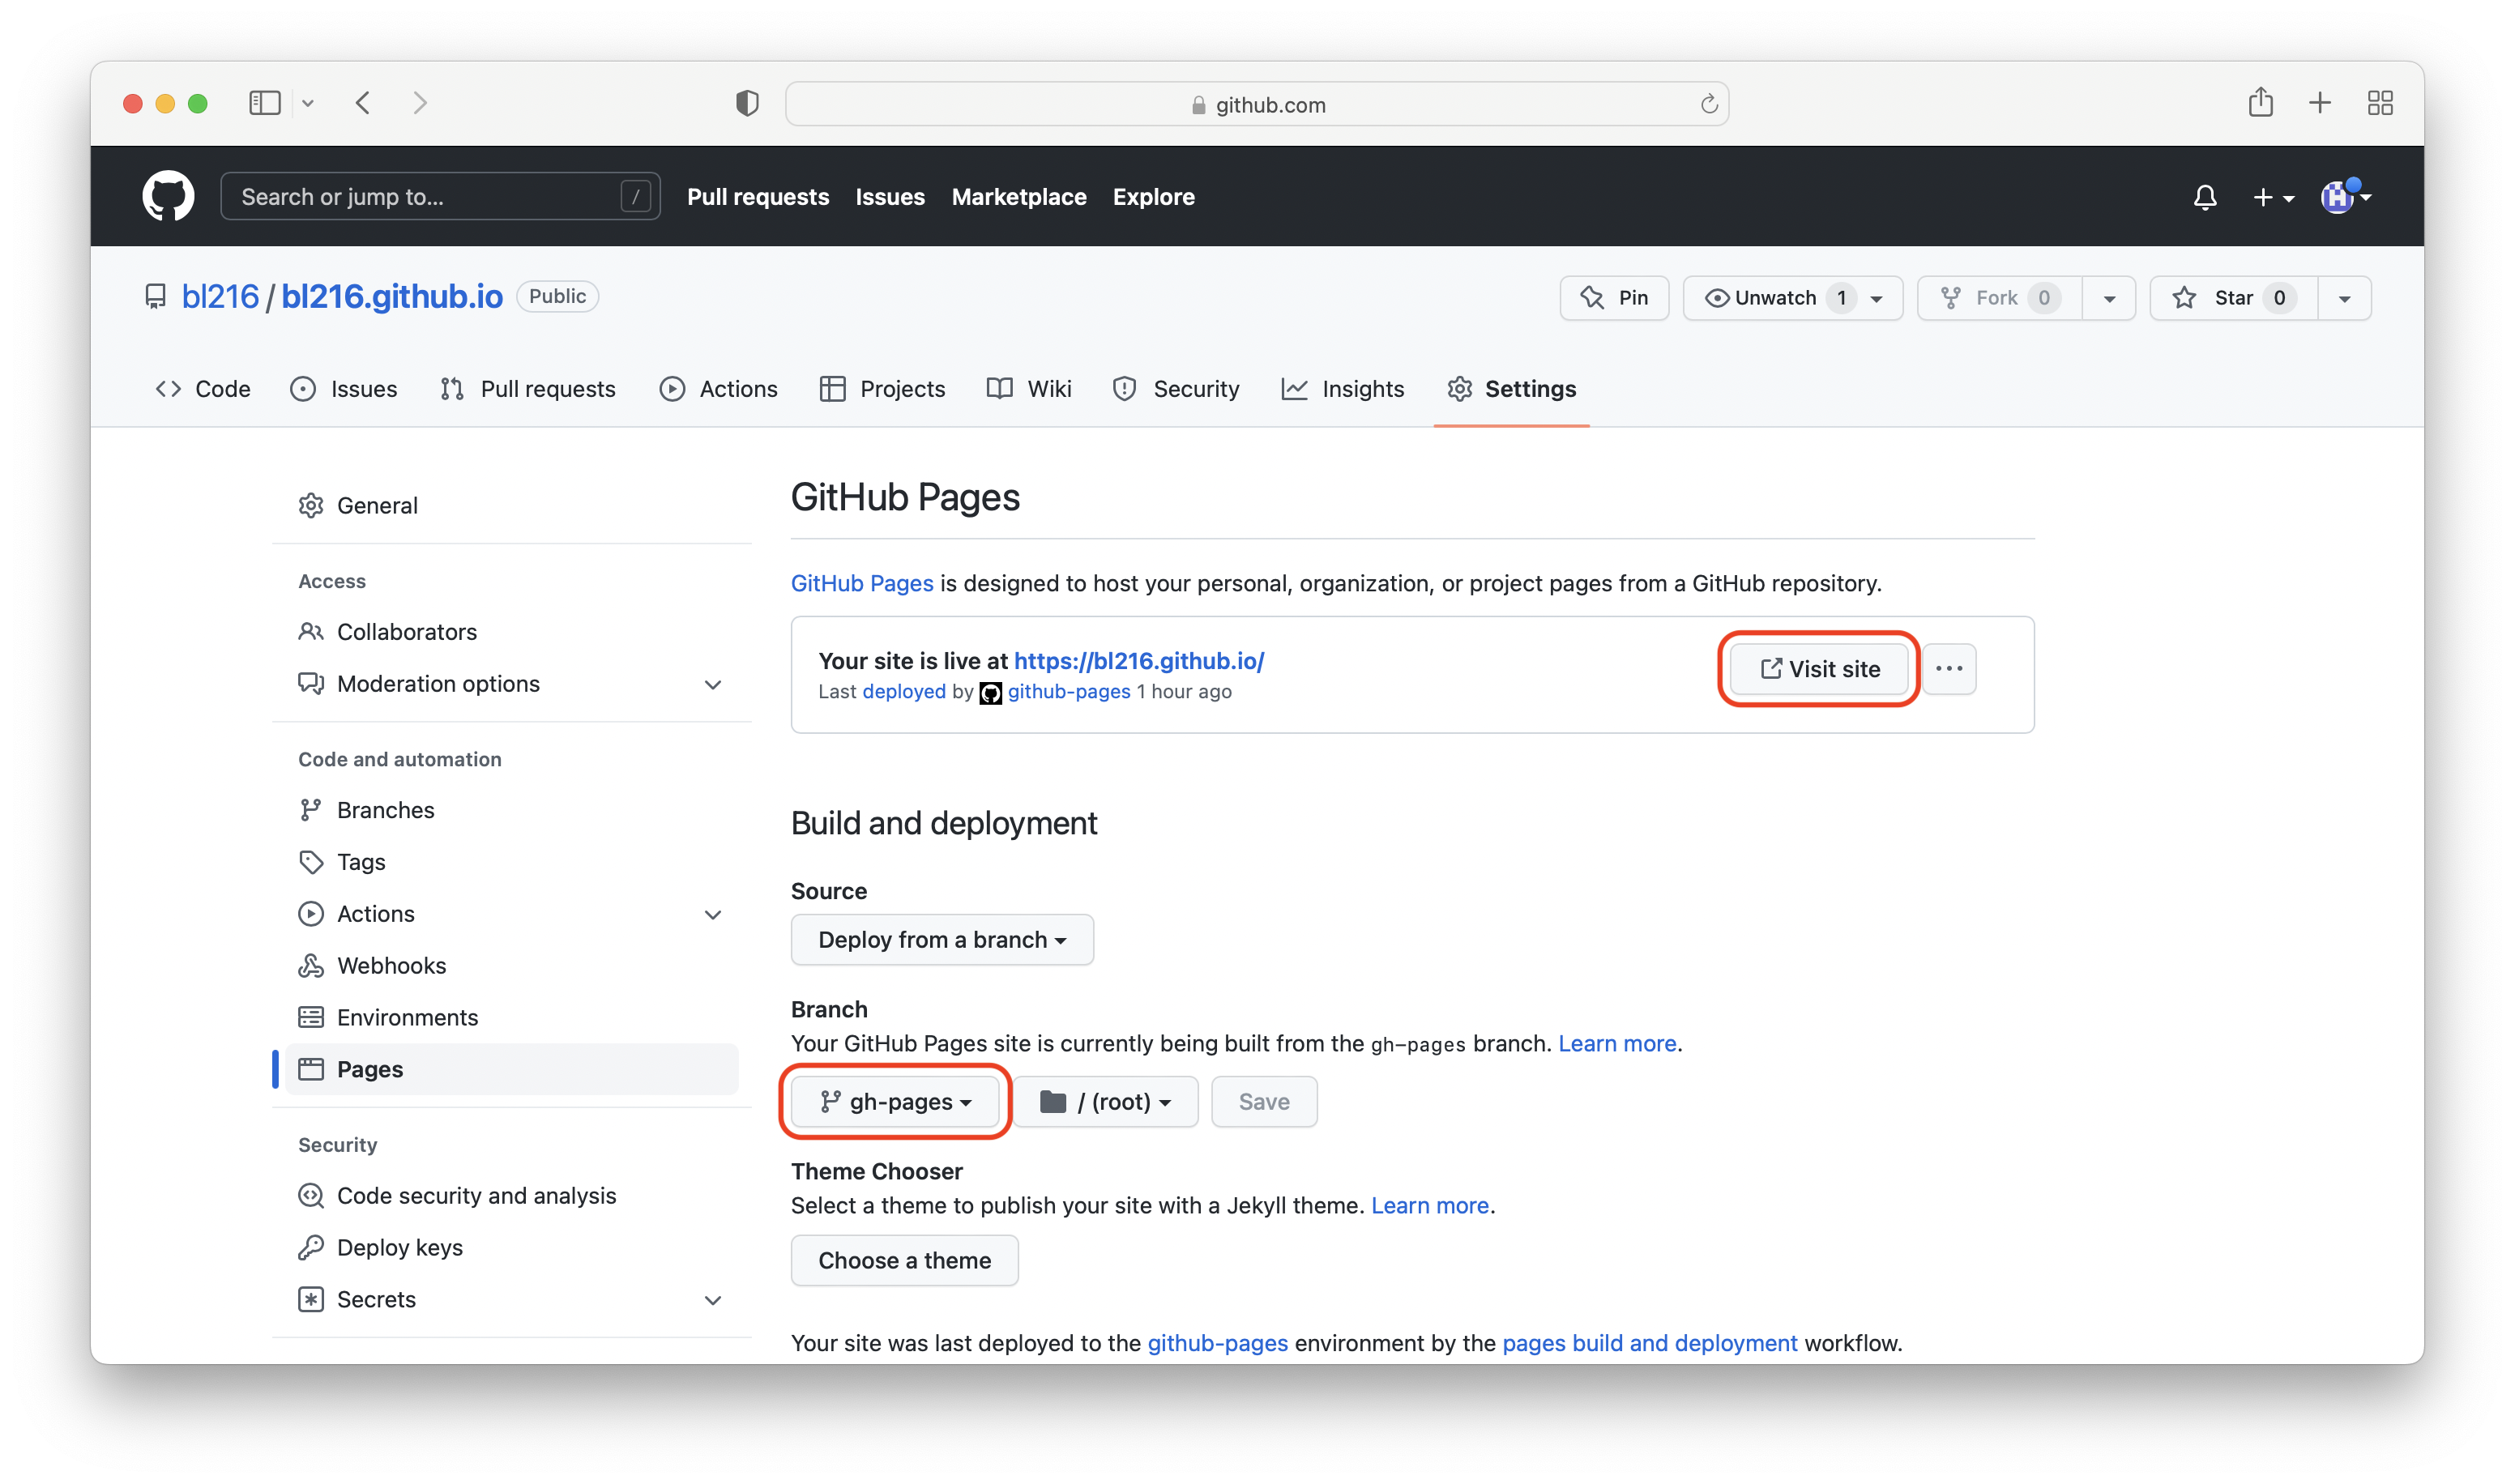 github.com
Search or jump to... /
Pull requests Issues Marketplace Explore
bl216 / bl216.github.io Public
Pin Unwatch 1 Fork 0 Star 0
Code Issues Pull requests Actions Projects Wiki Security Insights Settings
General
Access
Collaborators
Moderation options
Code and automation
Branches
Tags
Actions
Webhooks
Environments
Pages
Security
Code security and analysis
Deploy keys
Secrets
GitHub Pages
GitHub Pages is designed to host your personal, organization, or project pages from a GitHub repository.
Your site is live at https://bl216.github.io/
Last deployed by github-pages 1 hour ago
Visit site
Build and deployment
Source
Deploy from a branch
Branch
Your GitHub Pages site is currently being built from the gh-pages branch. Learn more.
gh-pages / (root) Save
Theme Chooser
Select a theme to publish your site with a Jekyll theme. Learn more.
Choose a theme
Your site was last deployed to the github-pages environment by the pages build and deployment workflow.